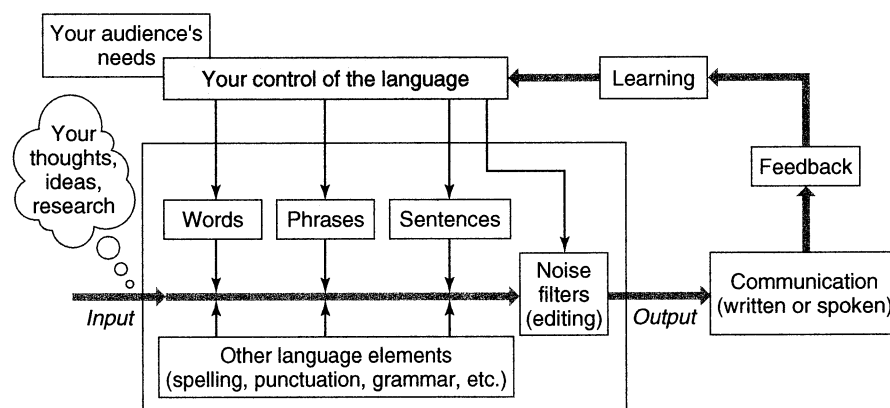 Your audience's
needs
Your control of the language
Learning
Your
thoughts,
ideas,
research
Feedback
Words
Phrases
Sentences
Noise
filters
(editing)
Communication
(written or spoken)
Input
Output
Other language elements
(spelling, punctuation, grammar, etc.)